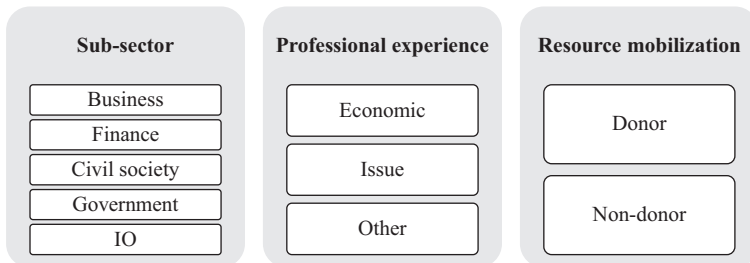 Sub-sector
Business
Finance
Civil society
Government
IO
Professional experience
Economic
Issue
Other
Resource mobilization
Donor
Non-donor